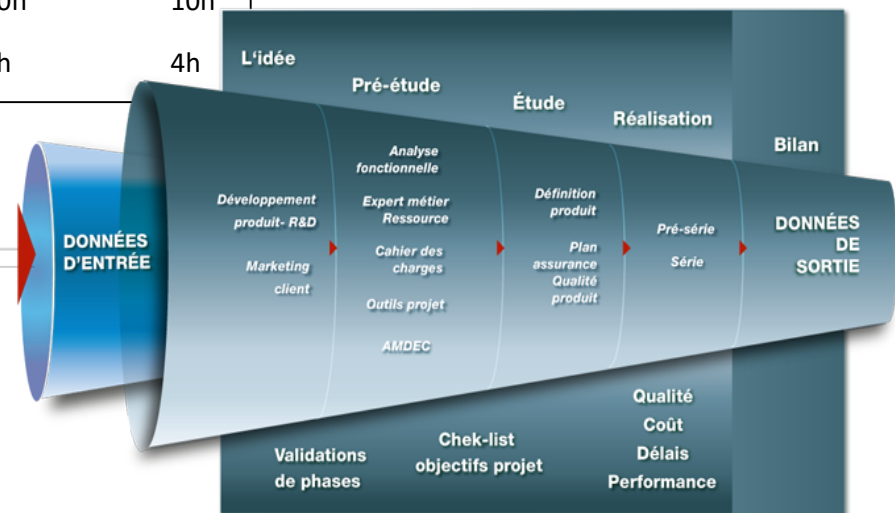 10h
h
4h
L'idée
Pré-étude
Étude
Réalisation
Bilan
DONNÉES
D'ENTRÉE
Développement
produit- R&D
Marketing
client
Analyse
fonctionnelle
Expert métier
Ressource
Cahier des
charges
Outils projet
AMDEC
Définition
produit
Plan
assurance
Qualité
produit
Pré-série
Série
DONNÉES
DE
SORTIE
Validations
de phases
Chek-list
objectifs projet
Qualité
Coût
Délais
Performance